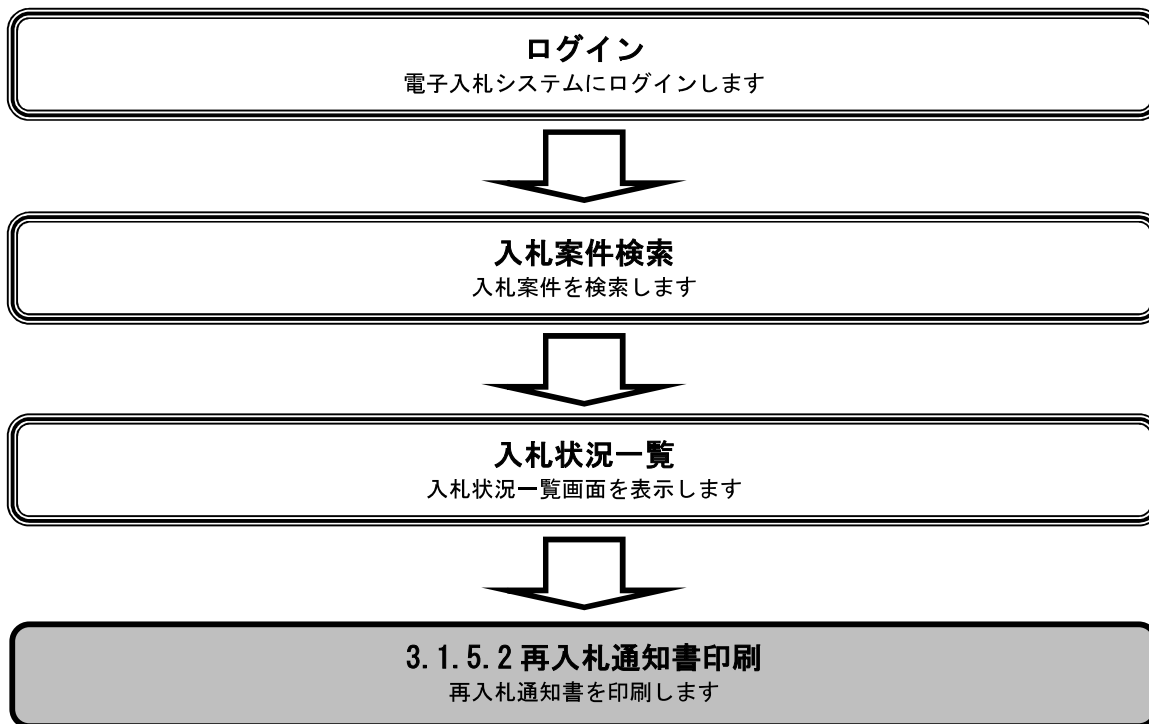 ログイン
電子入札システムにログインします
入札案件検索
入札案件を検索します
入札状況一覧
入札状況一覧画面を表示します
3.1.5.2 再入札通知書印刷
再入札通知書を印刷します